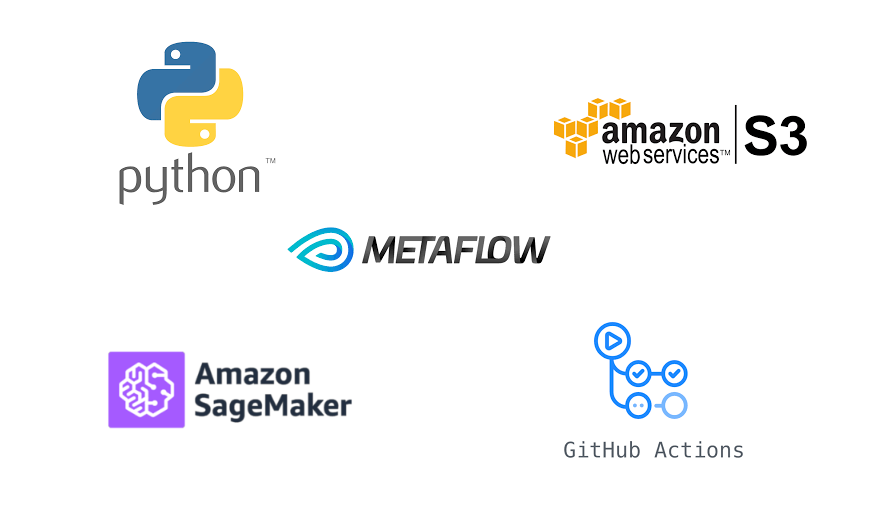 python™
amazon
webservices™
S3
METAFLOW
Amazon
SageMaker
GitHub Actions